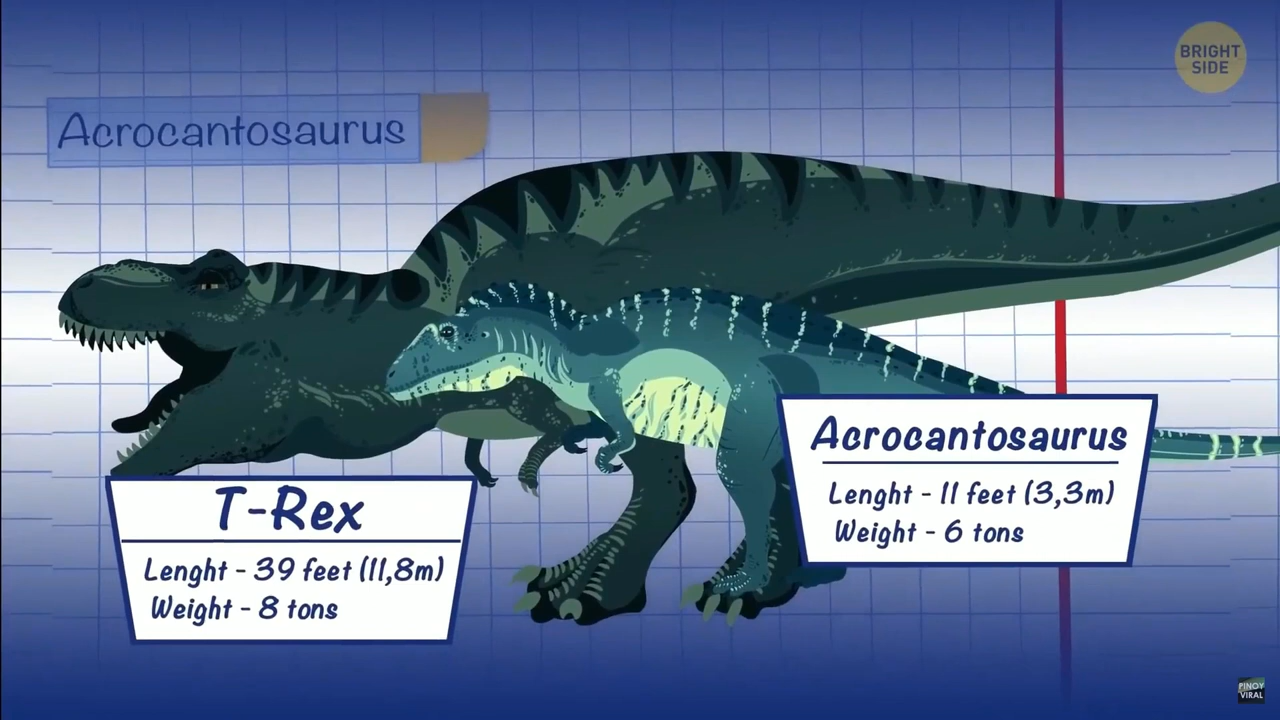 BRIGHT
SIDE
Acrocantosaurus
Acrocantosaurus
Lenght - 11 feet (3,3m)
Weight - 6 tons
T-Rex
Lenght - 39 feet (11,8m)
Weight - 8 tons
PINOY
VIRAL